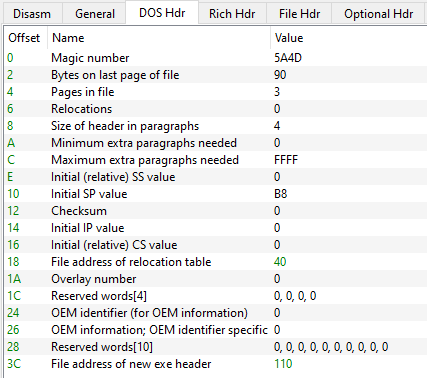 Disasm General DOS Hdr Rich Hdr File Hdr Optional Hdr
Offset Name Value
0 Magic number 5A4D
2 Bytes on last page of file 90
4 Pages in file 3
6 Relocations 0
8 Size of header in paragraphs 4
A Minimum extra paragraphs needed 0
C Maximum extra paragraphs needed FFFF
E Initial (relative) SS value 0
10 Initial SP value B8
12 Checksum 0
14 Initial IP value 0
16 Initial (relative) CS value 0
18 File address of relocation table 40
1A Overlay number 0
1C Reserved words[4] 0, 0, 0, 0
24 OEM identifier (for OEM information) 0
26 OEM information; OEM identifier specific 0
28 Reserved words[10] 0, 0, 0, 0, 0, 0, 0, 0, 0, 0
3C File address of new exe header 110